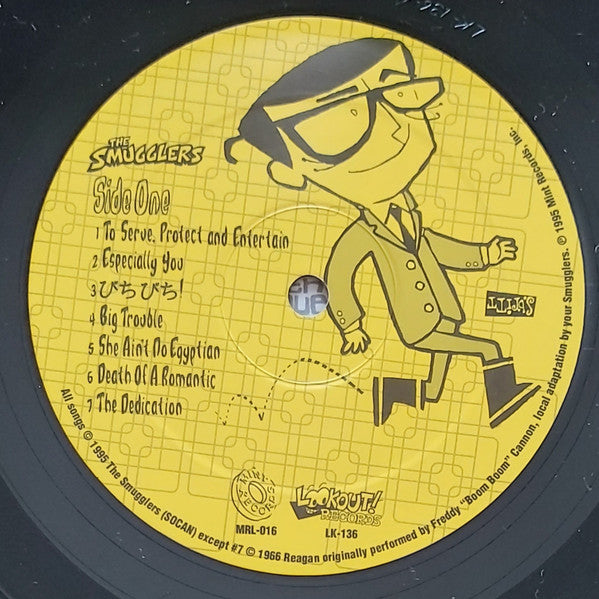 THE
SMUGGLERS
Side One
1 To Serve, Protect and Entertain
2 Especially You
3 びちびち!
4 Big Trouble
5 She Ain't No Egyptian
6 Death Of A Romantic
7 The Dedication
MINT
RECORDS
MRL-016
LOOKOUT!
RECORDS
LK-136
All songs © 1995 The Smugglers (SOCAN) except #7 © 1966 Reagan originally performed by Freddy "Boom Boom" Cannon, local adaptation by your Smugglers. ℗ 1995 Mint Records, Inc.